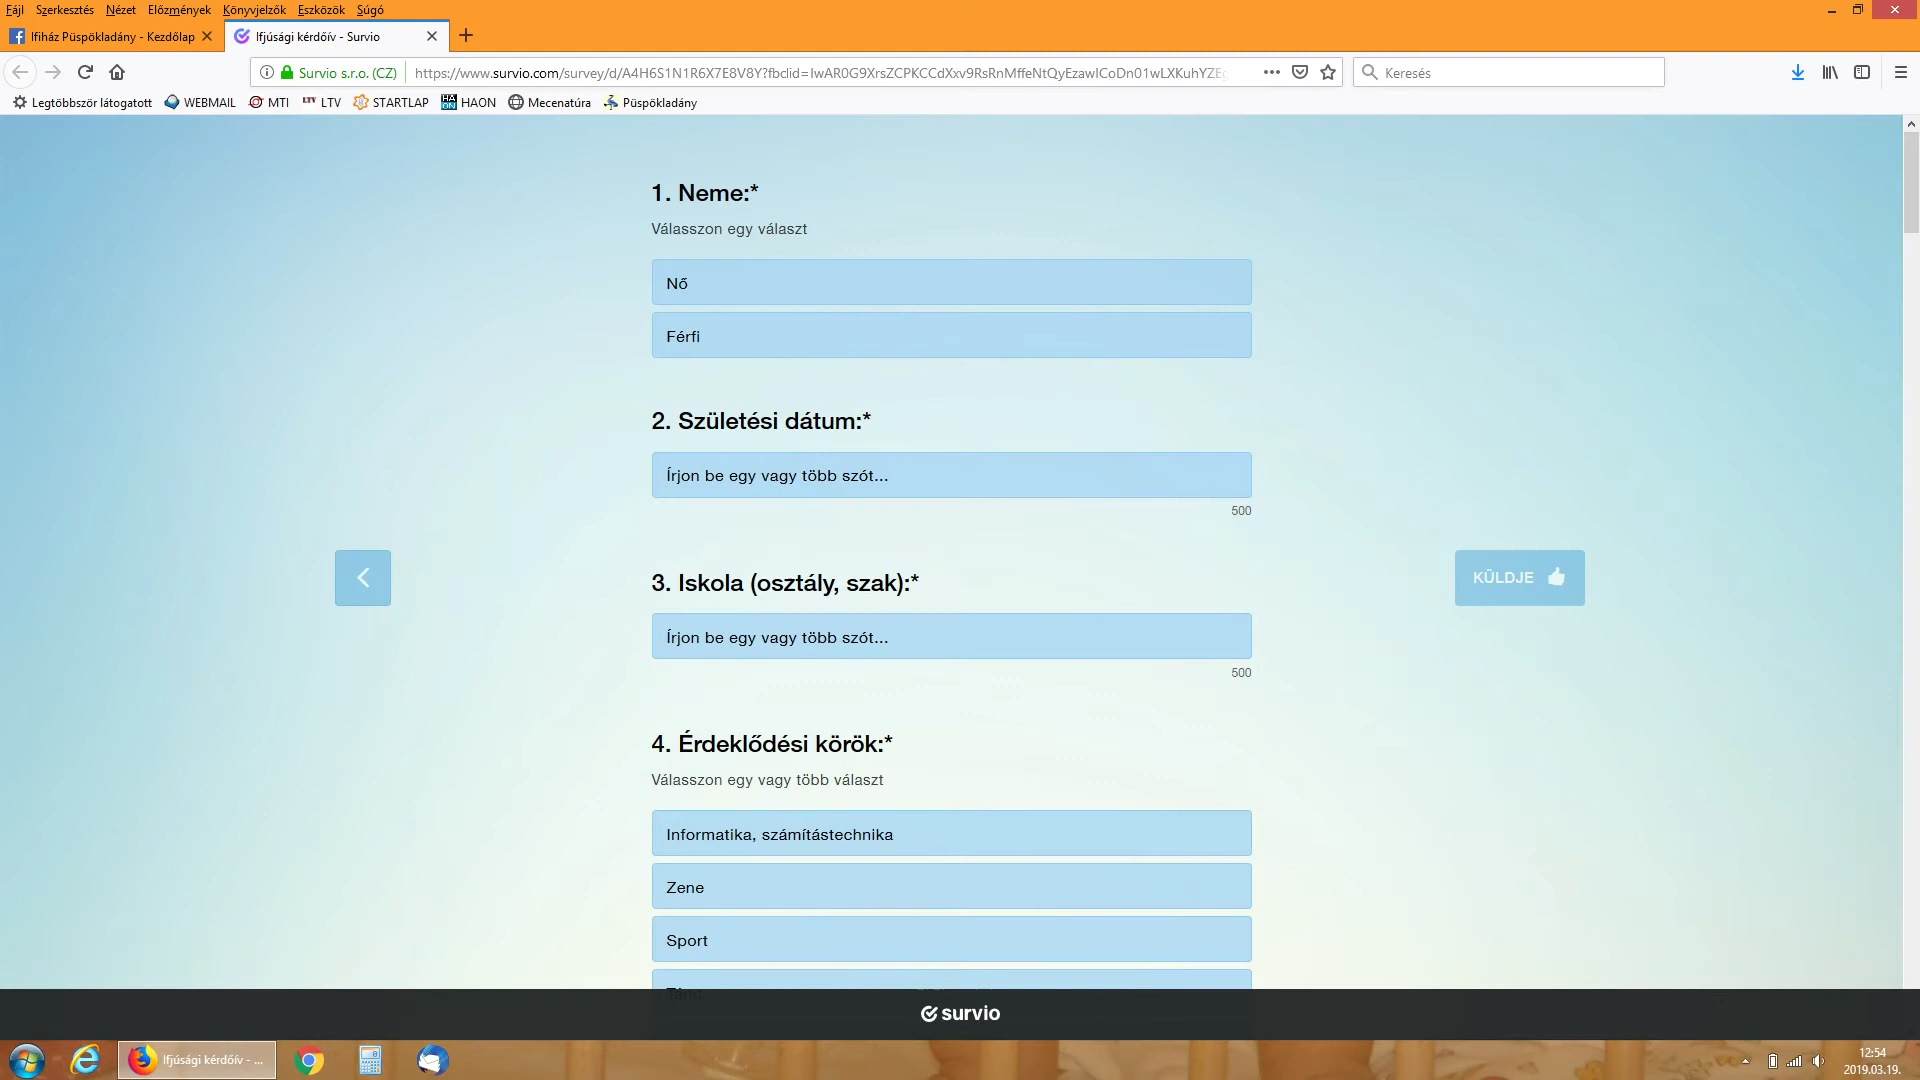 Fájl Szerkesztés Nézet Előzmények Könyvjelzők Eszközök Súgó
Ifiház Püspökladány - Kezdőlap
Ifjúsági kérdőív - Survio
Survio s.r.o. (CZ)
https://www.survio.com/survey/d/A4H6S1N1R6X7E8V8Y?fbclid=IwAR0G9XrsZCPKCCdXxv9RsRnMffeNtQyEzawICoDn01wLXKuhYZE
Keresés
Legtöbbször látogatott WEBMAIL MTI LTV STARTLAP HAON Mecenatúra Püspökladány
1. Neme:*
Válasszon egy választ
Nő
Férfi
2. Születési dátum:*
Írjon be egy vagy több szót...
500
KÜLDJE
3. Iskola (osztály, szak):*
Írjon be egy vagy több szót...
500
4. Érdeklődési körök:*
Válasszon egy vagy több választ
Informatika, számítástechnika
Zene
Sport
survio
Ifjúsági kérdőív - ...
12:54
2019.03.19.